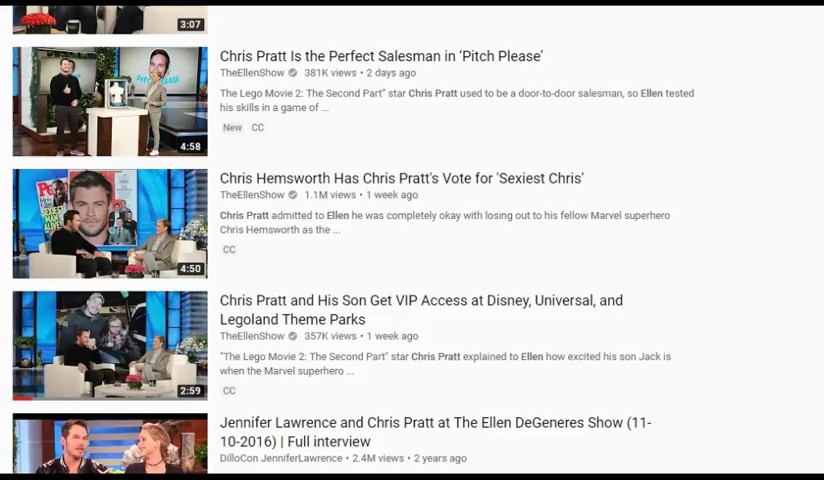 3:07
Chris Pratt Is the Perfect Salesman in ‘Pitch Please’
TheEllenShow 381K views • 2 days ago
The Lego Movie 2: The Second Part" star Chris Pratt used to be a door-to-door salesman, so Ellen tested
his skills in a game of ...
New CC
4:58
Chris Hemsworth Has Chris Pratt's Vote for 'Sexiest Chris'
TheEllenShow 1.1M views • 1 week ago
Chris Pratt admitted to Ellen he was completely okay with losing out to his fellow Marvel superhero
Chris Hemsworth as the ...
CC
4:50
Chris Pratt and His Son Get VIP Access at Disney, Universal, and
Legoland Theme Parks
TheEllenShow 357K views • 1 week ago
"The Lego Movie 2: The Second Part" star Chris Pratt explained to Ellen how excited his son Jack is
when the Marvel superhero ...
CC
2:59
Jennifer Lawrence and Chris Pratt at The Ellen DeGeneres Show (11-
10-2016) | Full interview
DilloCon JenniferLawrence • 2.4M views • 2 years ago